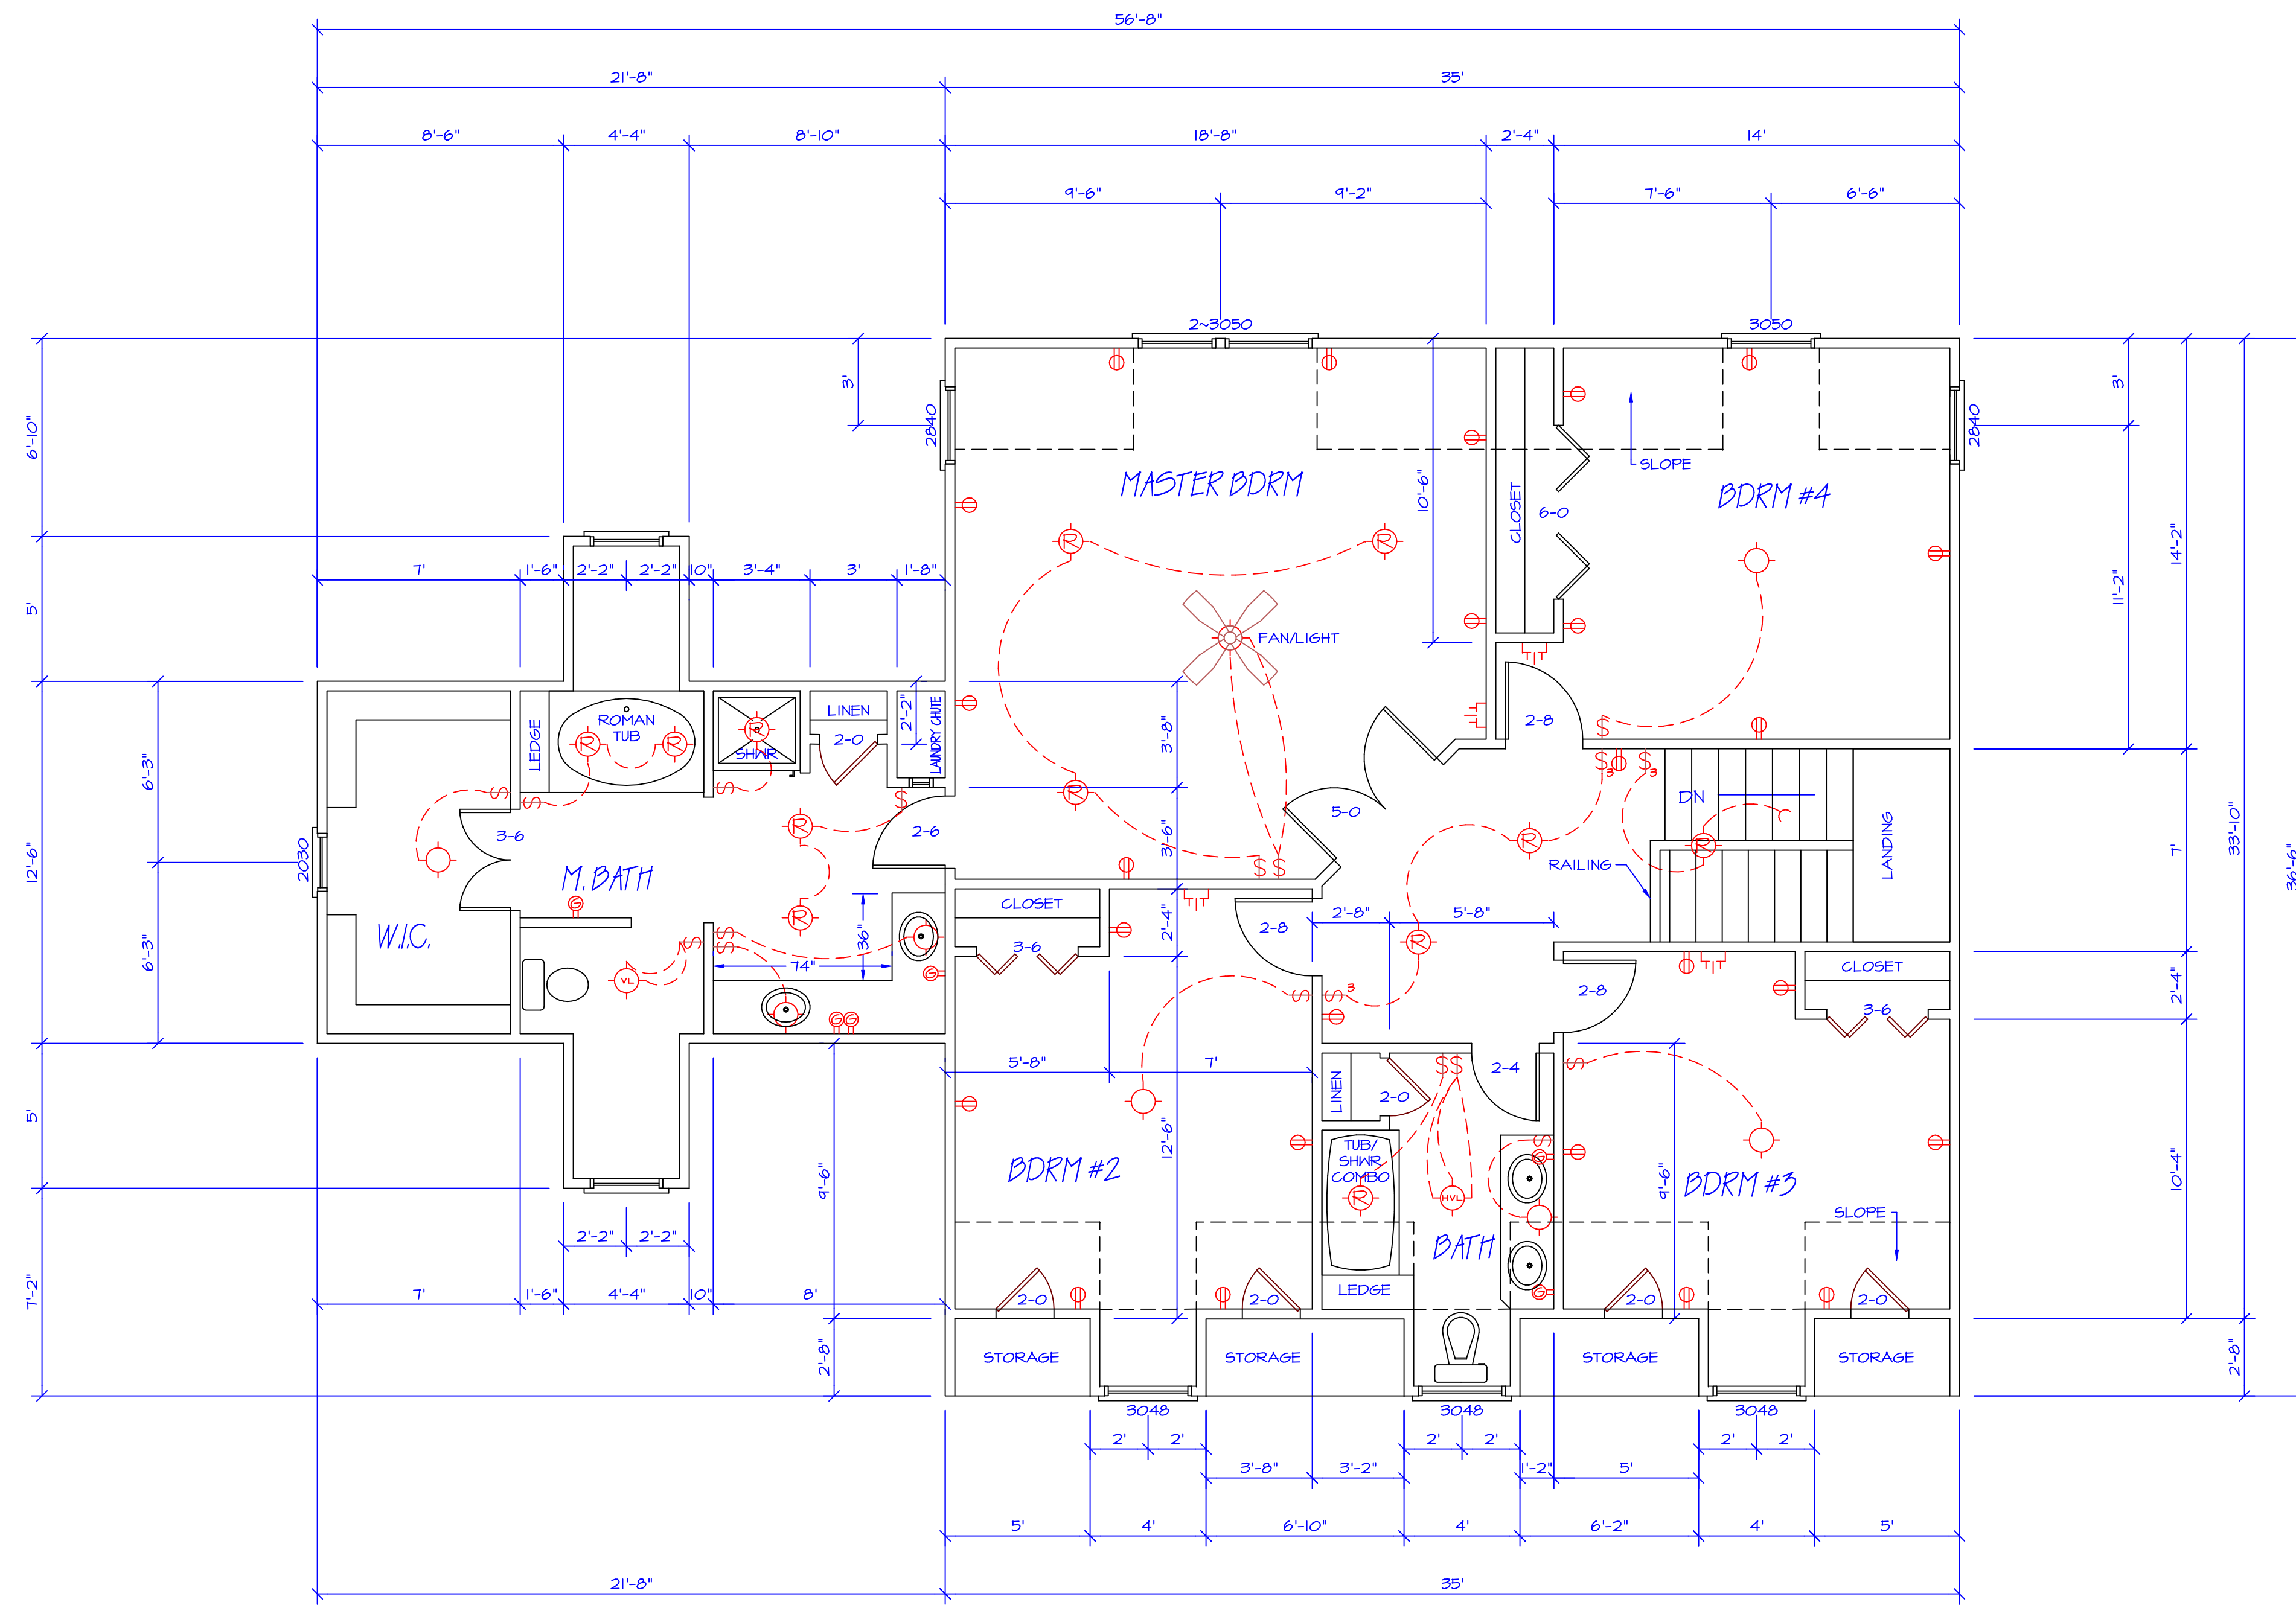 56'-8"
21'-8" 35'
8'-6" 4'-4" 8'-10" 18'-8" 2'-4" 14'
9'-6" 9'-2" 7'-6" 6'-6"
2~3050 3050
3' 3'
6'-10" 2840 2840
SLOPE
MASTER BDRM 10'-6" CLOSET 6-0 BDRM #4
14'-2"
11'-2"
7' 1'-6" 2'-2" 2'-2" 10" 3'-4" 3' 1'-8"
5'
R R
FAN/LIGHT
LEDGE ROMAN
TUB
R R
R
SHWR
LINEN
2-0
2'-2" LAUNDRY CHUTE
3'-8"
2-8
$
$3 $3
6'-3"
33'-10"
36'-6"
$ $ $ $
R
DN
5-0
2030 3-6 R 2-6 3'-6" R R
12'-6" RAILING LANDING 7'
$ $
M. BATH
W.I.C.
G
R
36"
CLOSET
3-6
2'-4"
2-8
2'-8" 5'-8"
R
6'-3"
$ $ $
74"
VL
G
G G
$ $3
2-8
CLOSET
3-6
2'-4"
5'-8" 7'
LINEN
2-0
$ $
2-4
$
5' 9'-6" 12'-6" 9'-6" 10'-4"
BDRM #2
TUB/
SHWR
COMBO
R
HVL
$
G
BDRM #3
SLOPE
BATH
2'-2" 2'-2"
7'-2"
7' 1'-6" 4'-4" 10" 8'
2-0 2-0 LEDGE G 2-0 2-0
2'-8" 2'-8"
STORAGE STORAGE STORAGE STORAGE
3048 3048 3048
2' 2' 2' 2' 2' 2'
3'-8" 3'-2" 1'-2" 5'
5' 4' 6'-10" 4' 6'-2" 4' 5'
21'-8" 35'